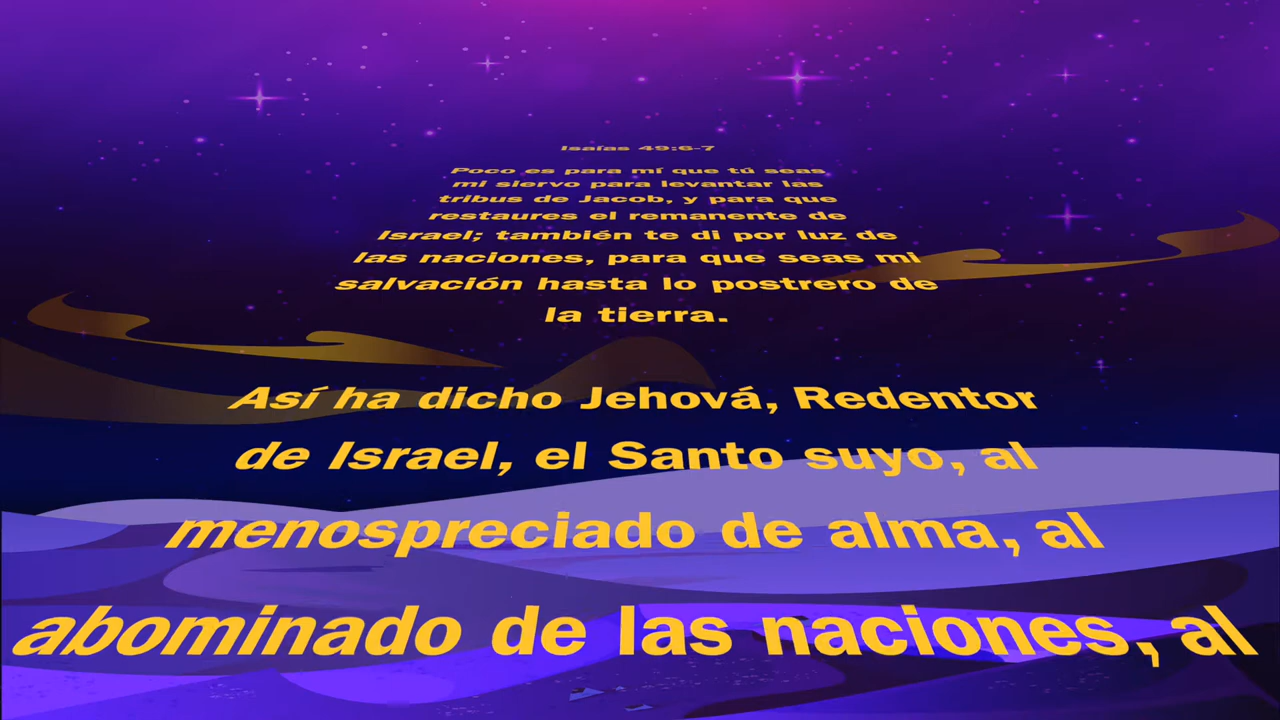 Isaías 49:6-7
Poco es para mí que tú seas
mi siervo para levantar las
tribus de Jacob, y para que
restaures el remanente de
Israel; también te di por luz de
las naciones, para que seas mi
salvación hasta lo postrero de
la tierra.
Así ha dicho Jehová, Redentor
de Israel, el Santo suyo, al
menospreciado de alma, al
abominado de las naciones, al